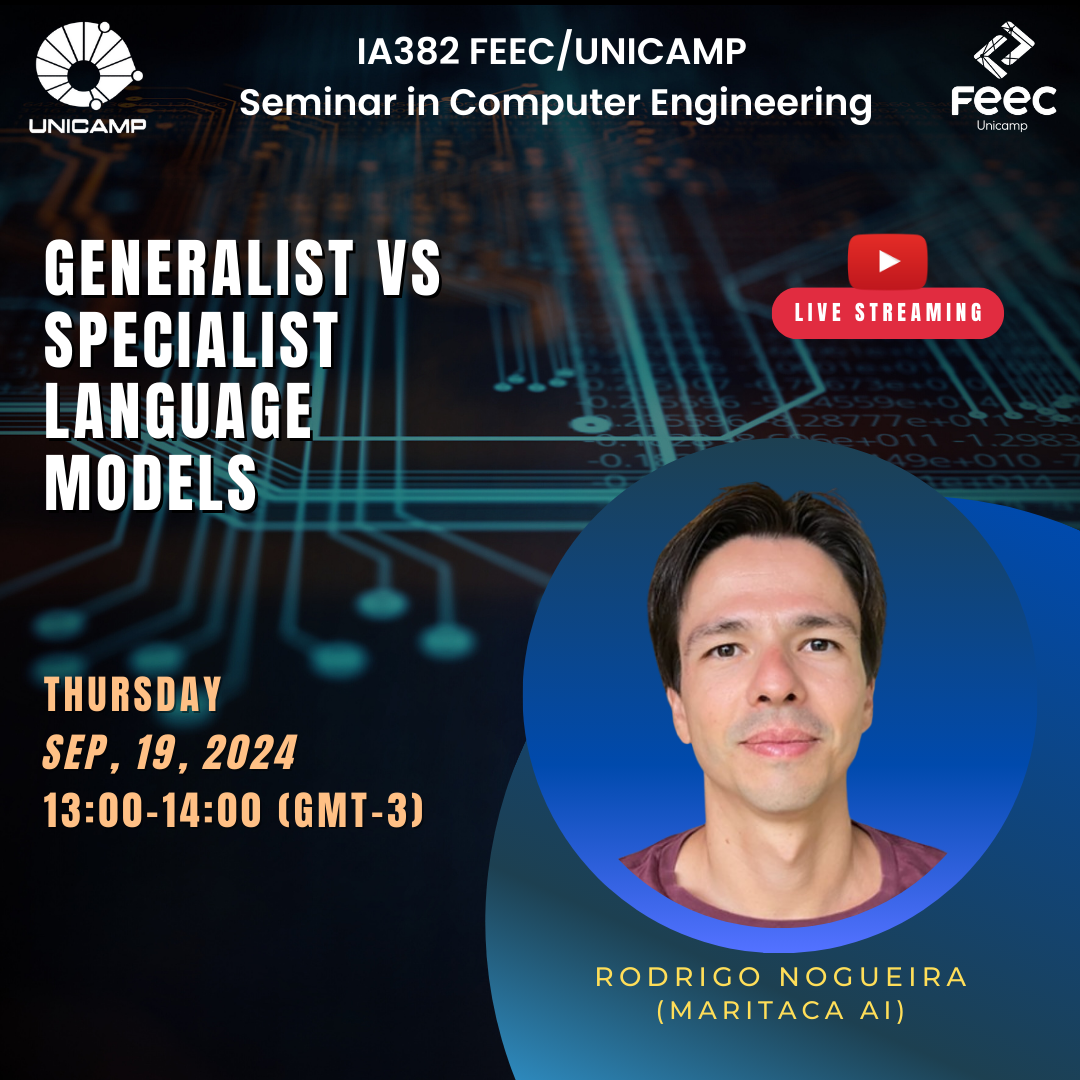 UNICAMP
IA382 FEEC/UNICAMP
Seminar in Computer Engineering
FEEC
Unicamp
GENERALIST VS
SPECIALIST
LANGUAGE
MODELS
LIVE STREAMING
THURSDAY
SEP, 19, 2024
13:00-14:00 (GMT-3)
RODRIGO NOGUEIRA
(MARITACA AI)